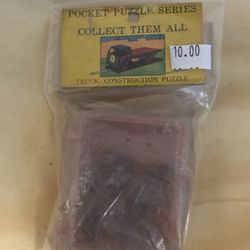 POCKET PUZZLE SERIES
COLLECT THEM ALL
10.00
TRUCK CONSTRUCTION PUZZLE